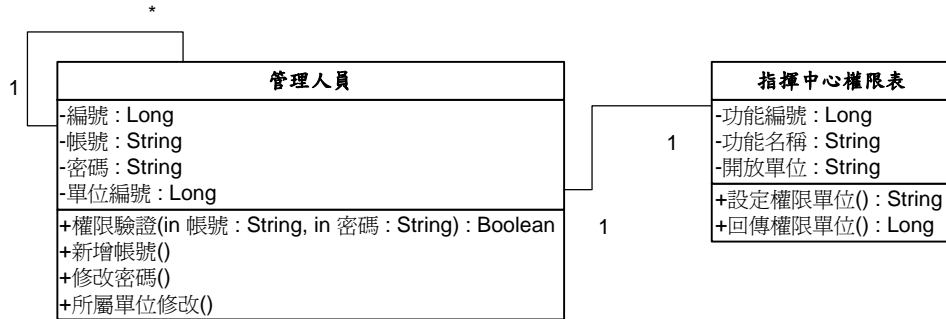 *
1
管理人員
-編號 : Long
-帳號 : String
-密碼 : String
-單位編號 : Long
+權限驗證(in 帳號 : String, in 密碼 : String) : Boolean
+新增帳號()
+修改密碼()
+所屬單位修改()
1
1
指揮中心權限表
-功能編號 : Long
-功能名稱 : String
-開放單位 : String
+設定權限單位() : String
+回傳權限單位() : Long